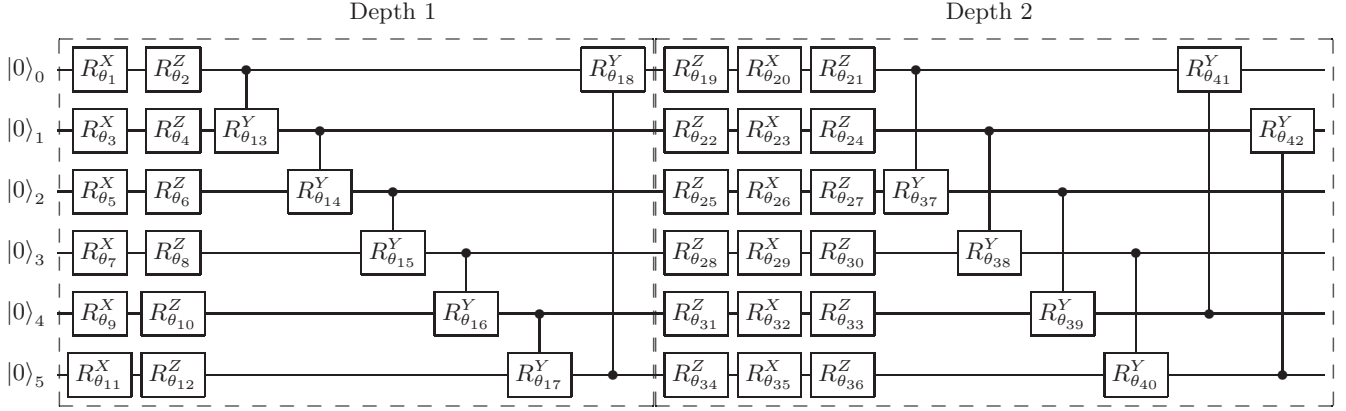 Depth 1 Depth 2
|0⟩₀ R^X_θ₁ R^Z_θ₂ R^Y_θ₁₈ R^Z_θ₁₉ R^X_θ₂₀ R^Z_θ₂₁ R^Y_θ₄₁
|0⟩₁ R^X_θ₃ R^Z_θ₄ R^Y_θ₁₃ R^Z_θ₂₂ R^X_θ₂₃ R^Z_θ₂₄ R^Y_θ₄₂
|0⟩₂ R^X_θ₅ R^Z_θ₆ R^Y_θ₁₄ R^Z_θ₂₅ R^X_θ₂₆ R^Z_θ₂₇ R^Y_θ₃₇
|0⟩₃ R^X_θ₇ R^Z_θ₈ R^Y_θ₁₅ R^Z_θ₂₈ R^X_θ₂₉ R^Z_θ₃₀ R^Y_θ₃₈
|0⟩₄ R^X_θ₉ R^Z_θ₁₀ R^Y_θ₁₆ R^Z_θ₃₁ R^X_θ₃₂ R^Z_θ₃₃ R^Y_θ₃₉
|0⟩₅ R^X_θ₁₁ R^Z_θ₁₂ R^Y_θ₁₇ R^Z_θ₃₄ R^X_θ₃₅ R^Z_θ₃₆ R^Y_θ₄₀